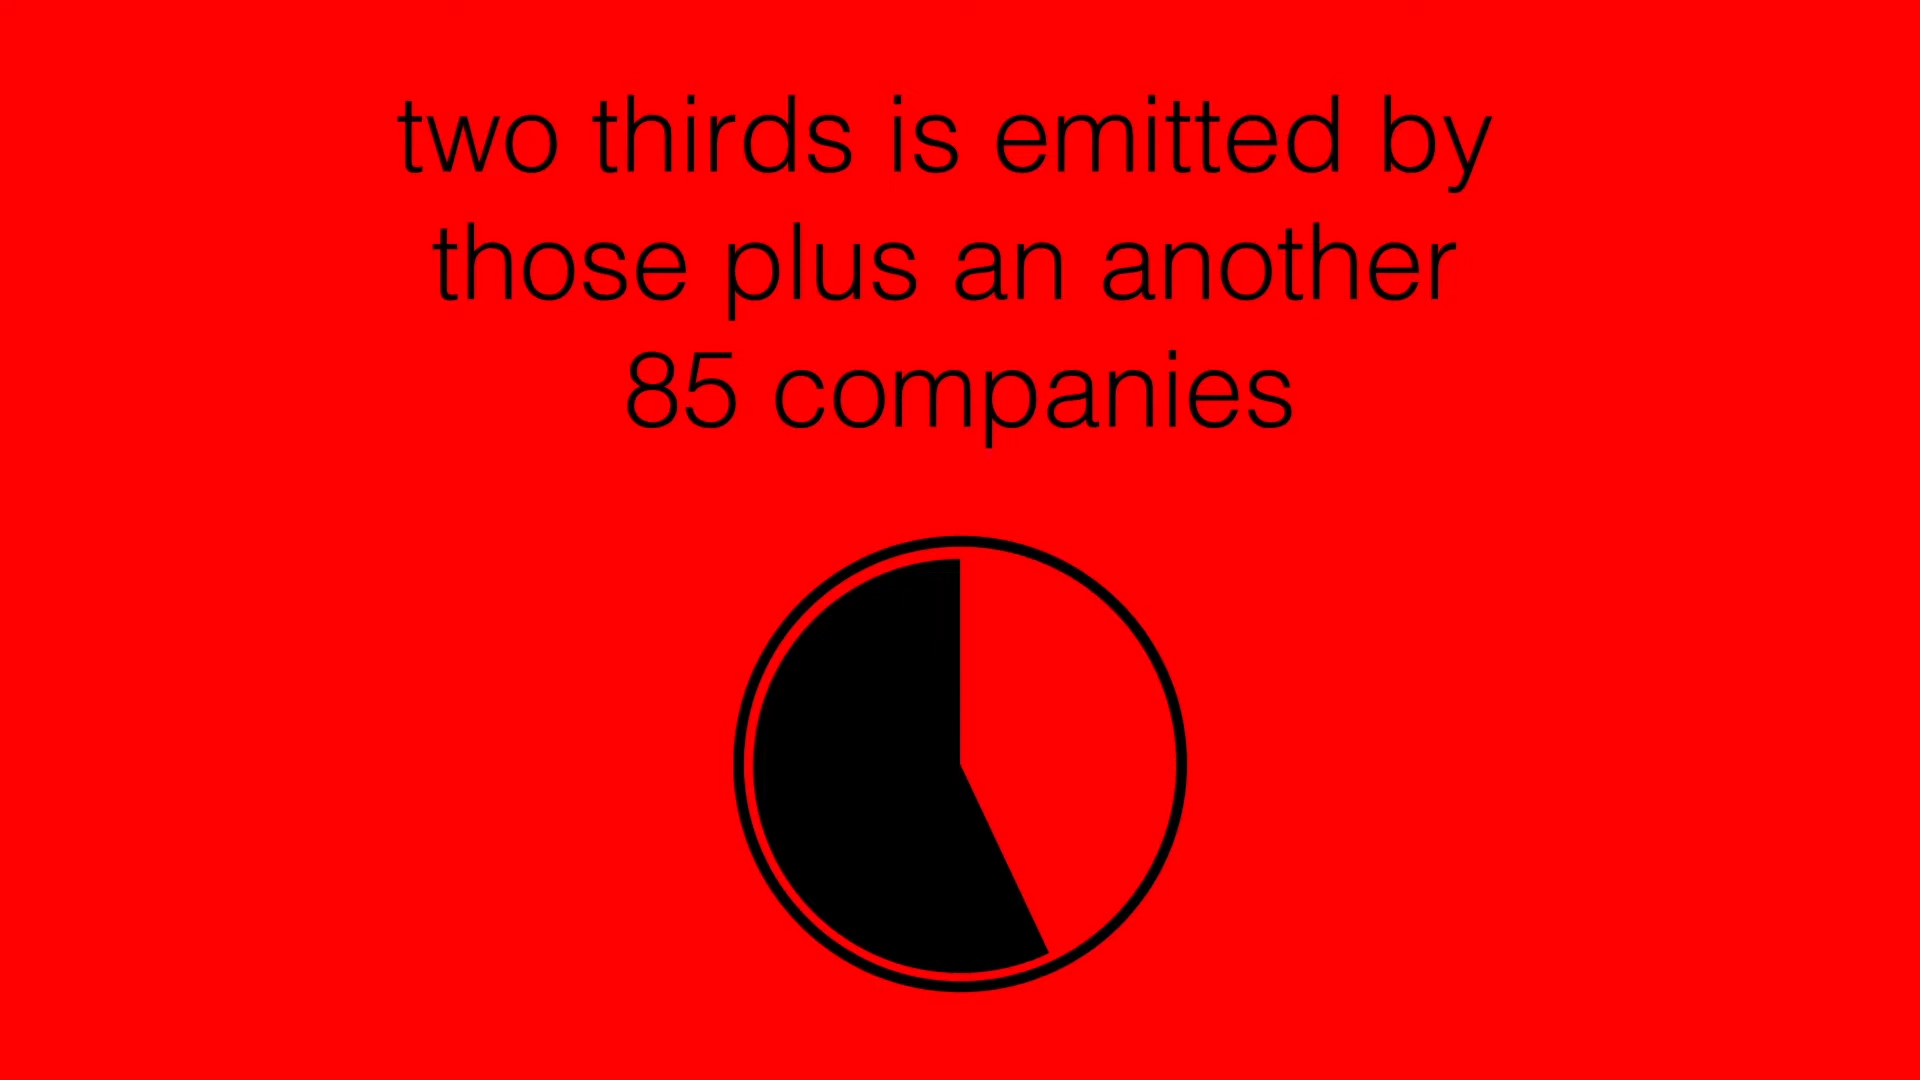 two thirds is emitted by
those plus an another
85 companies